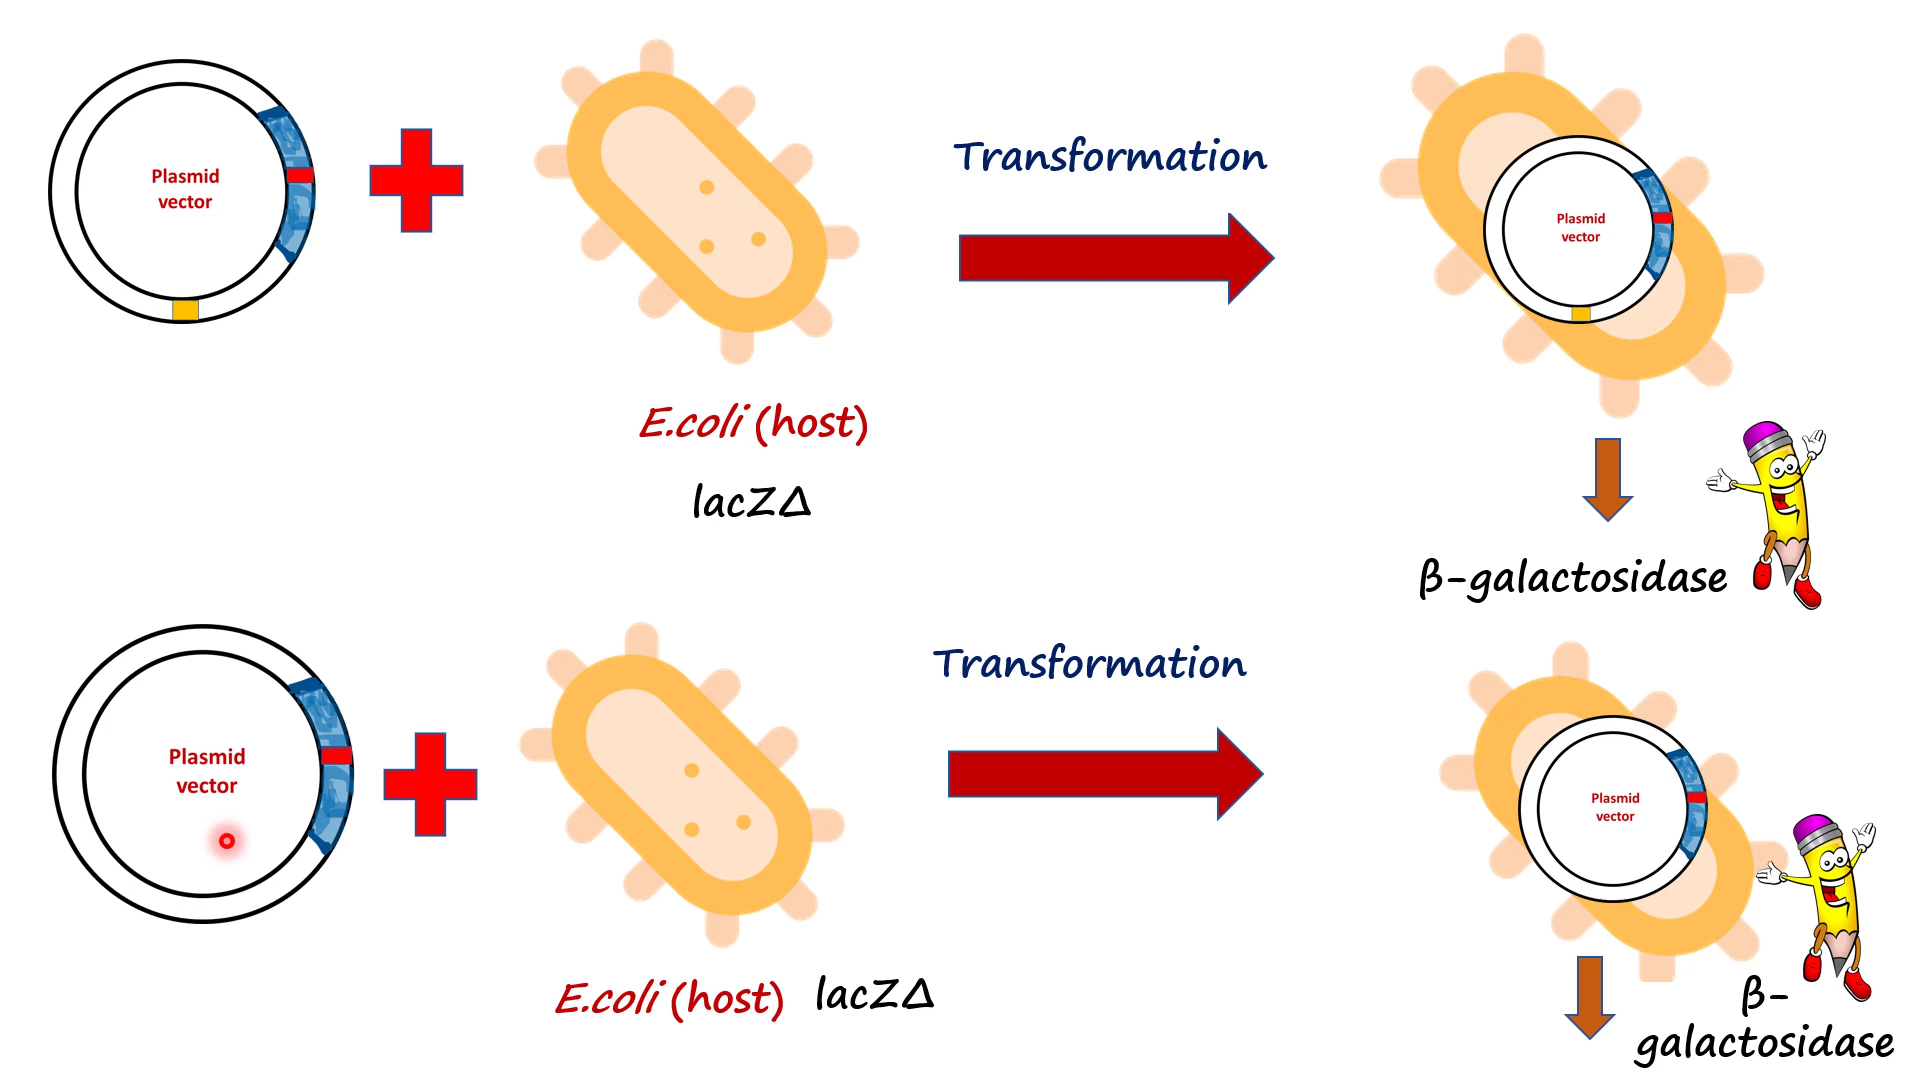 Plasmid
vector
Transformation
Plasmid
vector
E.coli (host)
lacZΔ
β-galactosidase
Plasmid
vector
Transformation
Plasmid
vector
E.coli (host) lacZΔ
β-
galactosidase